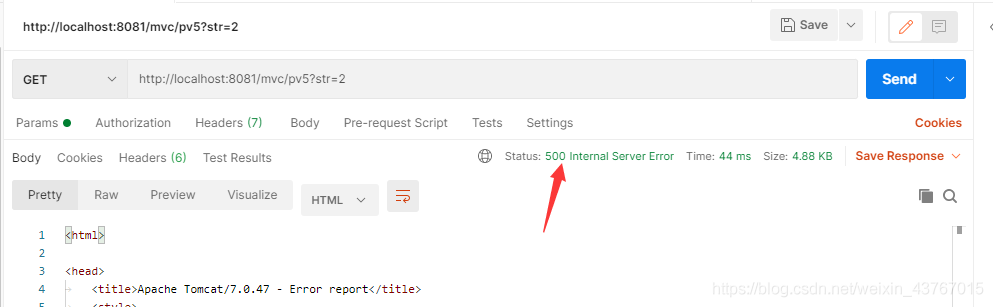 http://localhost:8081/mvc/pv5?str=2 Save
GET http://localhost:8081/mvc/pv5?str=2 Send
Params Authorization Headers (7) Body Pre-request Script Tests Settings Cookies
Body Cookies Headers (6) Test Results Status: 500 Internal Server Error Time: 44 ms Size: 4.88 KB Save Response
Pretty Raw Preview Visualize HTML
1 <html>
2
3 <head>
4 <title>Apache Tomcat/7.0.47 - Error report</title>
5 <style>
https://blog.csdn.net/weixin_43767015